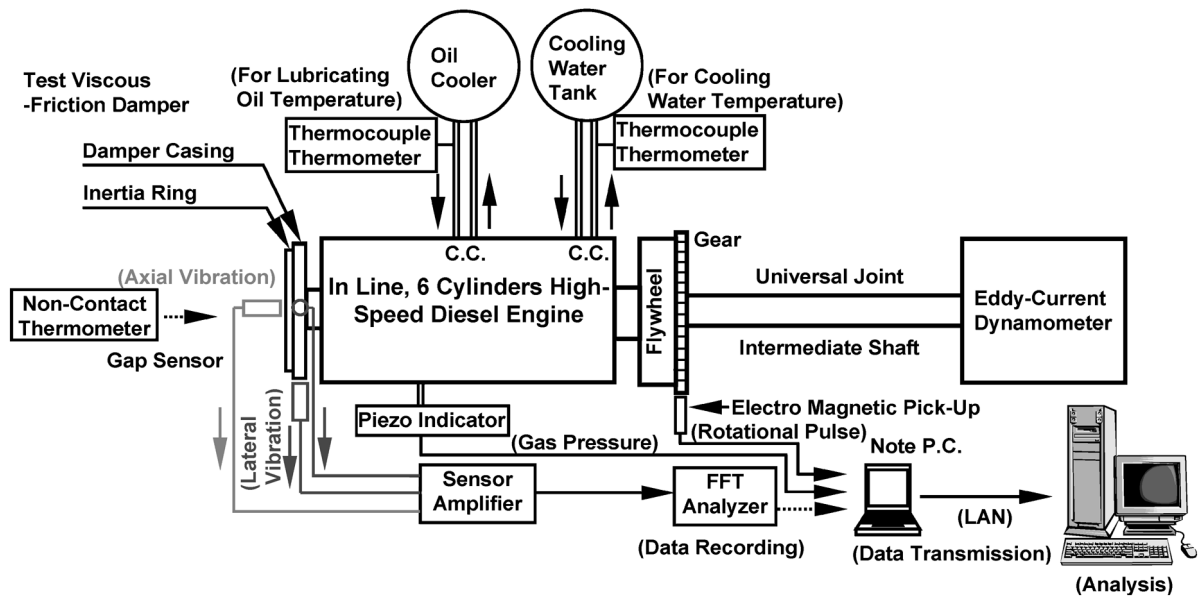 Oil
Cooler
Cooling
Water
Tank
Test Viscous
-Friction Damper
(For Lubricating
Oil Temperature)
(For Cooling
Water Temperature)
Thermocouple
Thermometer
Thermocouple
Thermometer
Damper Casing
Inertia Ring
C.C.
C.C.
Gear
(Axial Vibration)
In Line, 6 Cylinders High-
Speed Diesel Engine
Flywheel
Universal Joint
Intermediate Shaft
Eddy-Current
Dynamometer
Non-Contact
Thermometer
Gap Sensor
(Lateral
Vibration)
Piezo Indicator
(Gas Pressure)
Electro Magnetic Pick-Up
(Rotational Pulse)
Note P.C.
Sensor
Amplifier
FFT
Analyzer
(LAN)
(Data Recording)
(Data Transmission)
(Analysis)